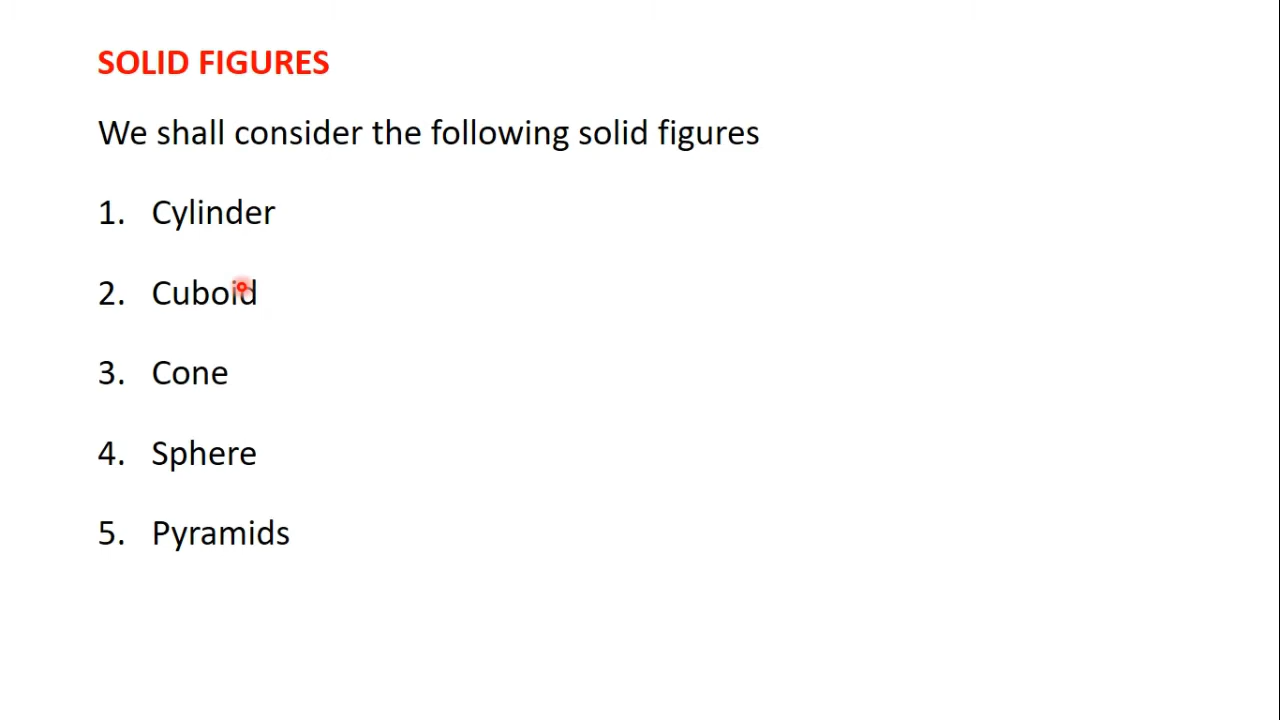 SOLID FIGURES
We shall consider the following solid figures
1. Cylinder
2. Cuboid
3. Cone
4. Sphere
5. Pyramids